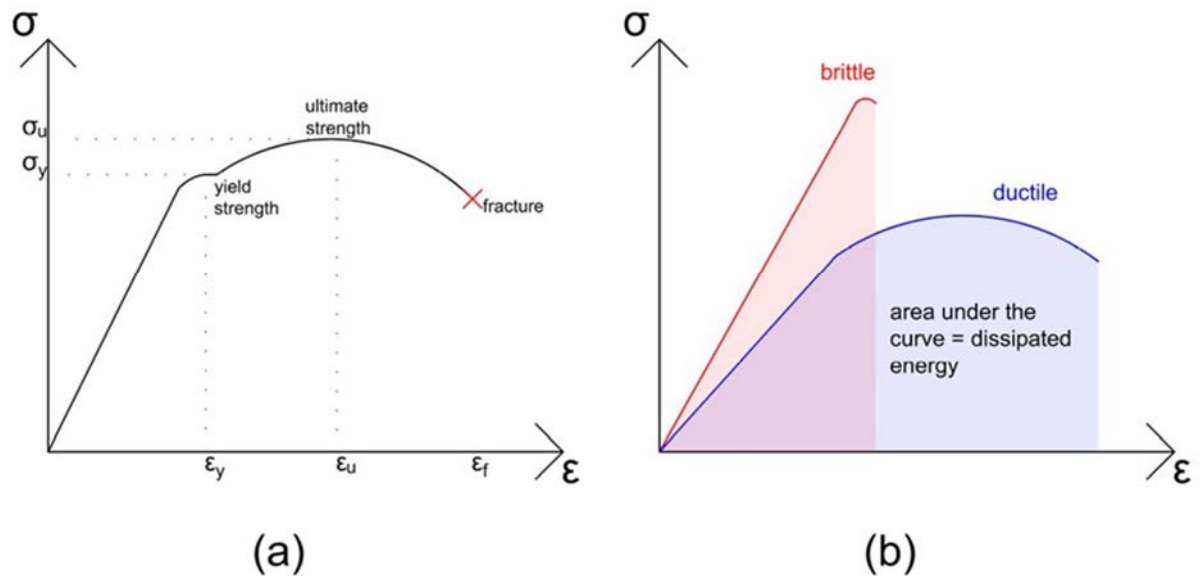 σ
σu
σy
ultimate
strength
yield
strength
fracture
εy
εu
εf
ε
(a)
σ
brittle
ductile
area under the
curve = dissipated
energy
ε
(b)